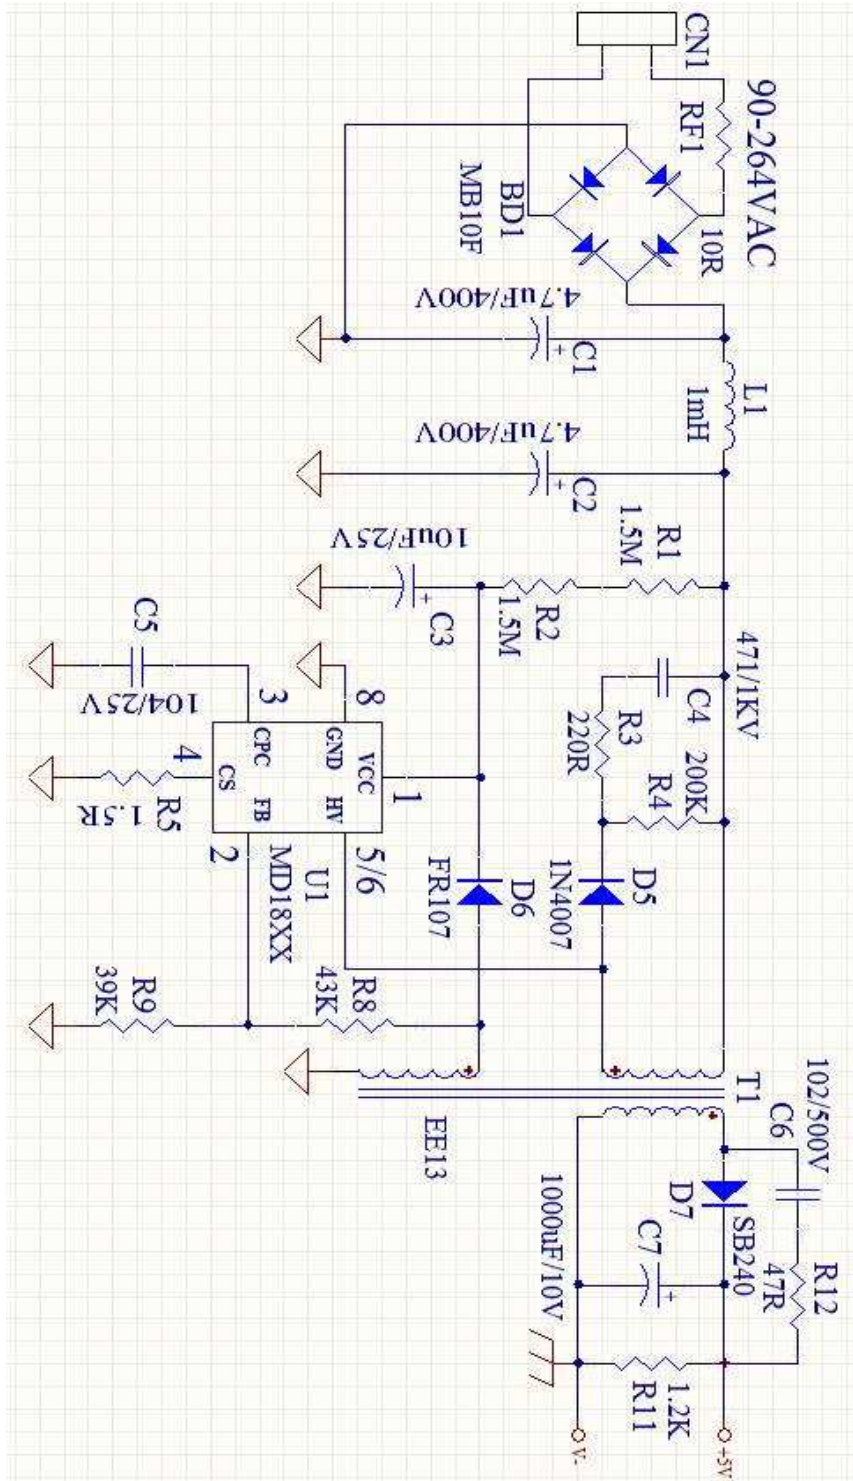 90-264VAC
CN1
RF1
10R
BD1
MB10F
4.7uF/400V
C1
L1
1mH
4.7uF/400V
C2
10uF/25V
C3
R1
1.5M
R2
1.5M
471/1KV
C4
R3
220R
R4
200K
C5
104/25V
3
8
4
1
2
5/6
CPC
GND
VCC
CS
FB
HV
R5
1.5R
U1
MD18XX
D6
FR107
D5
1N4007
R9
39K
R8
43K
T1
EE13
C6
102/500V
D7
SB240
R12
47R
C7
1000uF/10V
R11
1.2K
V-
+5V